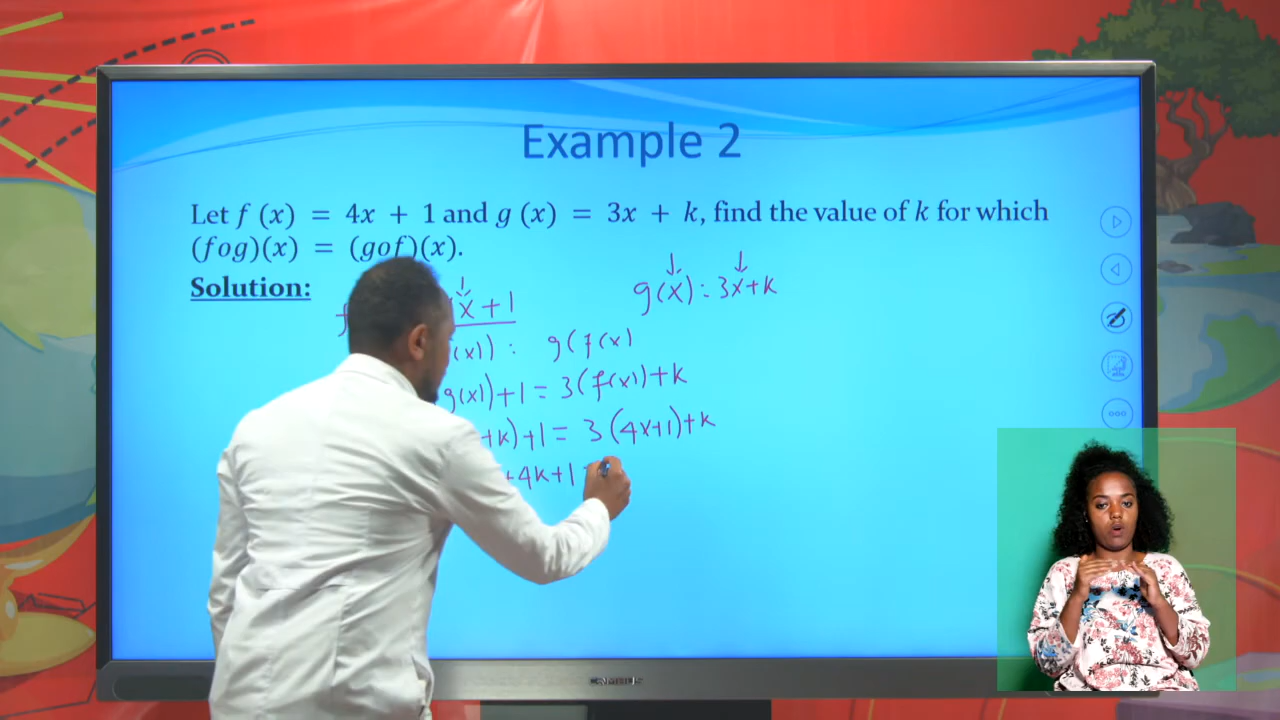 Example 2
Let f (x) = 4x + 1 and g (x) = 3x + k, find the value of k for which
(fog)(x) = (gof)(x).
Solution:
x + 1
g(x) : 3x+k
(x)) : g(f(x)
g(x))+1 = 3(f(x))+k
+k)+1 = 3(4x+1)+k
+4k+1